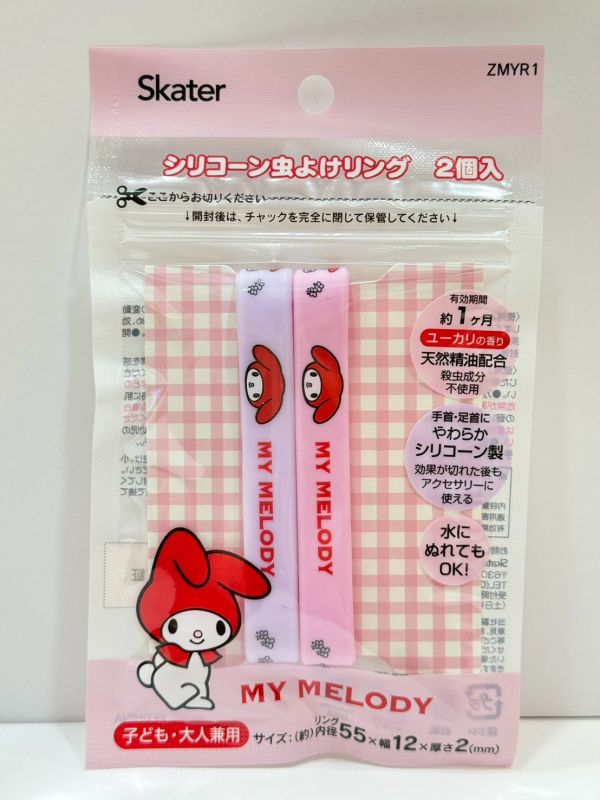 Skater
ZMYR1
シリコーン虫よけリング 2個入
ここからお切りください
↓開封後は、チャックを完全に閉じて保管してください↓
有効期間
約1ヶ月
ユーカリの香り
天然精油配合
殺虫成分
不使用
手首・足首に
やわらか
シリコーン製
効果が切れた後も
アクセサリーに
使える
水に
ぬれても
OK!
MY MELODY
MY MELODY
MY MELODY
子ども・大人兼用
サイズ:(約)リング内径55×幅12×厚さ2(mm)